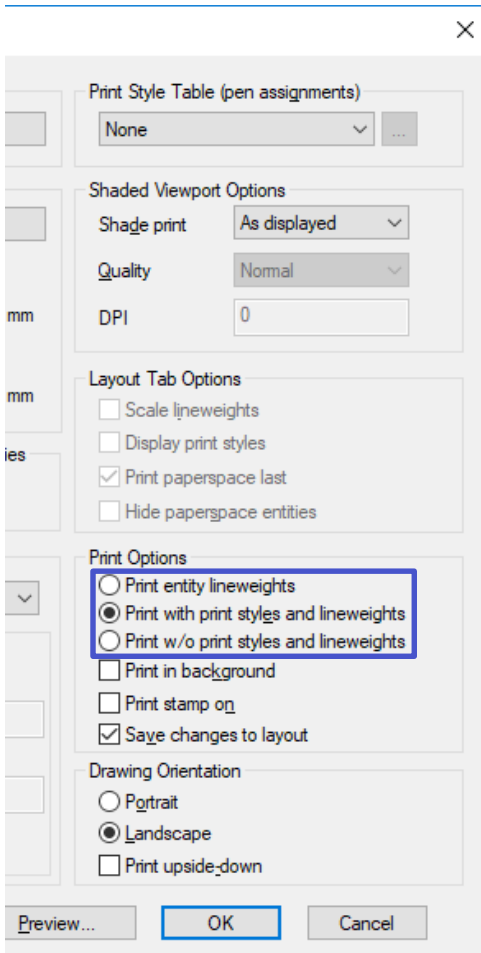 Print Style Table (pen assignments)
None
...
Shaded Viewport Options
Shade print As displayed
Quality Normal
mm DPI 0
Layout Tab Options
mm Scale lineweights
Display print styles
ies Print paperspace last
Hide paperspace entities
Print Options
Print entity lineweights
Print with print styles and lineweights
Print w/o print styles and lineweights
Print in background
Print stamp on
Save changes to layout
Drawing Orientation
Portrait
Landscape
Print upside-down
Preview... OK Cancel